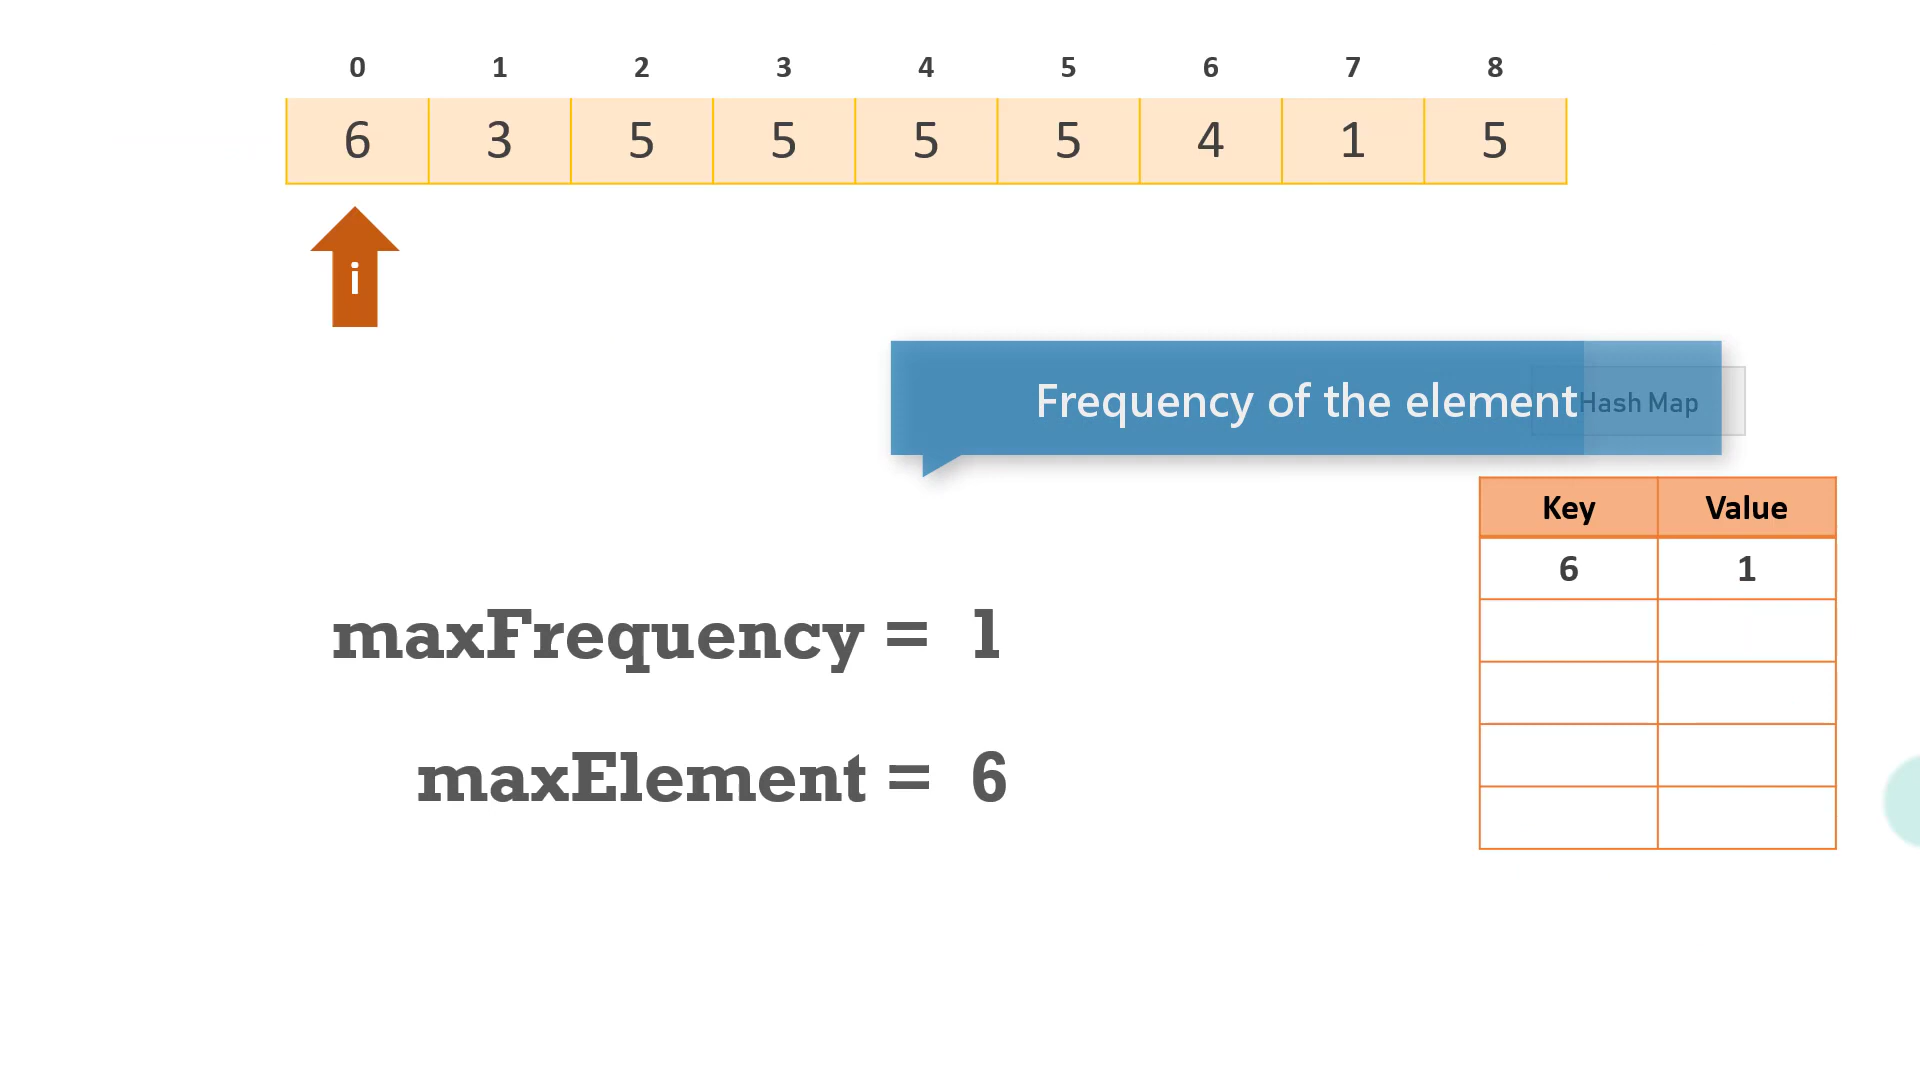 0 1 2 3 4 5 6 7 8
6 3 5 5 5 5 4 1 5
i
Frequency of the element
Hash Map
Key Value
6 1
maxFrequency = 1
maxElement = 6